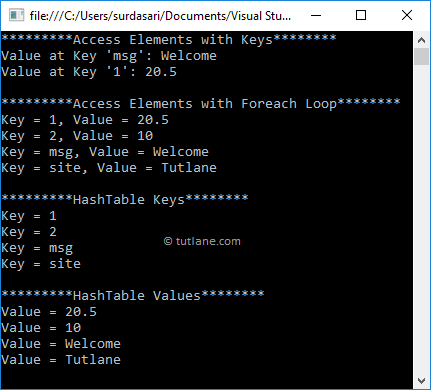 file:///C:/Users/surdasari/Documents/Visual Stu...
*********Access Elements with Keys********
Value at Key 'msg': Welcome
Value at Key '1': 20.5
*********Access Elements with Foreach Loop********
Key = 1, Value = 20.5
Key = 2, Value = 10
Key = msg, Value = Welcome
Key = site, Value = Tutlane
*********HashTable Keys********
Key = 1
Key = 2
Key = msg
© tutlane.com
Key = site
*********HashTable Values********
Value = 20.5
Value = 10
Value = Welcome
Value = Tutlane